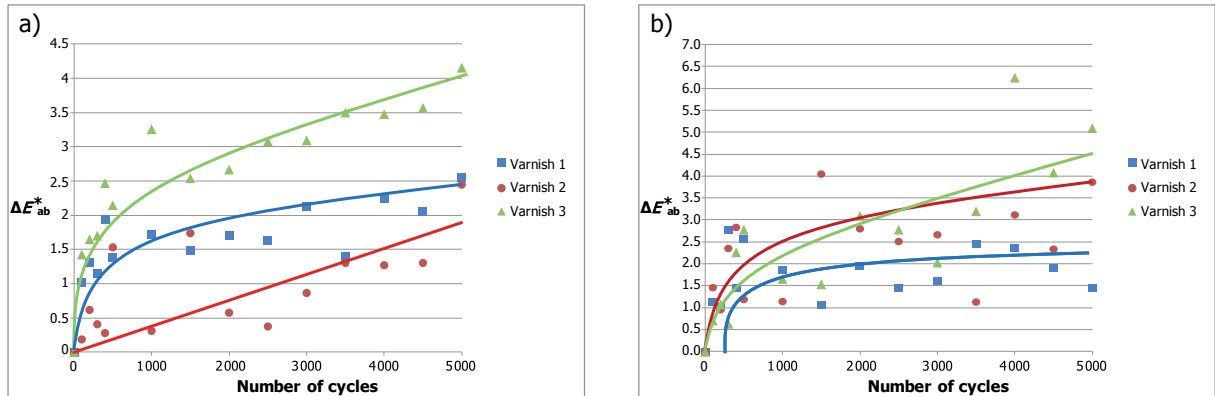 a)
4.5
4
3.5
3
2.5
2
1.5
1
0.5
0
ΔE*ab
0 1000 2000 3000 4000 5000
Number of cycles
Varnish 1
Varnish 2
Varnish 3
b)
7.0
6.5
6.0
5.5
5.0
4.5
4.0
3.5
3.0
2.5
2.0
1.5
1.0
0.5
0.0
ΔE*ab
0 1000 2000 3000 4000 5000
Number of cycles
Varnish 1
Varnish 2
Varnish 3